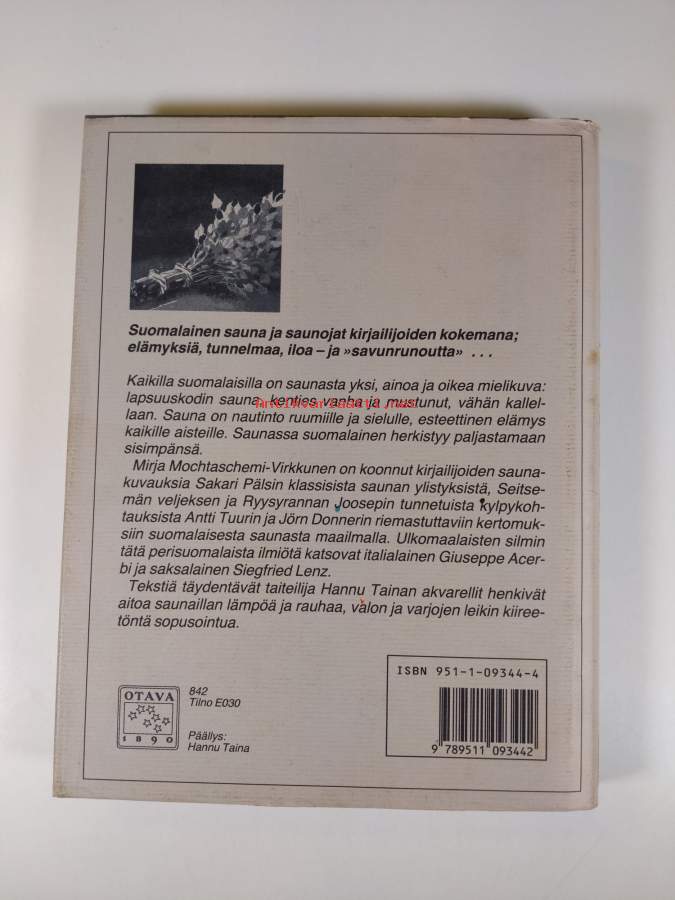 Suomalainen sauna ja saunojat kirjailijoiden kokemana;
elämyksiä, tunnelmaa, iloa – ja »savunrunoutta» . . .
Kaikilla suomalaisilla on saunasta yksi, ainoa ja oikea mielikuva:
lapsuuskodin sauna, kenties vanha ja mustunut, vähän kallel-
antikvariaatti.net
laan. Sauna on nautinto ruumiille ja sielulle, esteettinen elämys
kaikille aisteille. Saunassa suomalainen herkistyy paljastamaan
sisimpänsä.
Mirja Mochtaschemi-Virkkunen on koonnut kirjailijoiden sauna-
kuvauksia Sakari Pälsin klassisista saunan ylistyksistä, Seitse-
män veljeksen ja Ryysyrannan Joosepin tunnetuista kylpykoh-
tauksista Antti Tuurin ja Jörn Donnerin riemastuttaviin kertomuk-
siin suomalaisesta saunasta maailmalla. Ulkomaalaisten silmin
tätä perisuomalaista ilmiötä katsovat italialainen Giuseppe Acer-
bi ja saksalainen Siegfried Lenz.
Tekstiä täydentävät taiteilija Hannu Tainan akvarellit henkivät
aitoa saunaillan lämpöä ja rauhaa, valon ja varjojen leikin kiiree-
töntä sopusointua.
OTAVA
1890
842
Tilno E030
Päällys:
Hannu Taina
ISBN 951-1-09344-4
9 789511 093442